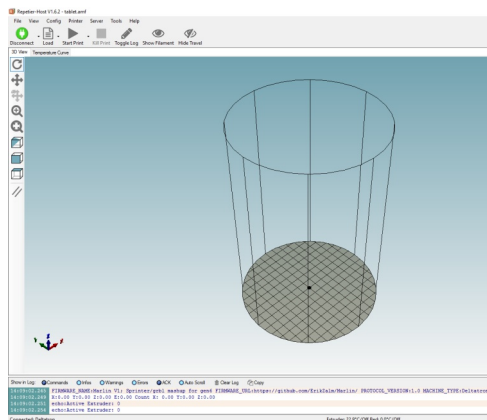 Repetier-Host V1.6.2 - tablet.amf
File View Config Printer Server Tools Help
Disconnect Load Start Print Kill Print Toggle Log Show Filament Hide Travel
3D View Temperature Curve
Show in Log: Commands Infos Warnings Errors ACK Auto Scroll Clear Log Copy
FIRMWARE_NAME:Marlin V1; Sprinter/grbl mashup for gen6 FIRMWARE_URL:https://github.com/ErikZalm/Marlin/ PROTOCOL_VERSION:1.0 MACHINE_TYPE:Deltatron
X:0.00 Y:0.00 Z:0.00 E:0.00 Count X: 0.00 Y:0.00 Z:0.00
echo:Active Extruder: 0
echo:Active Extruder: 0